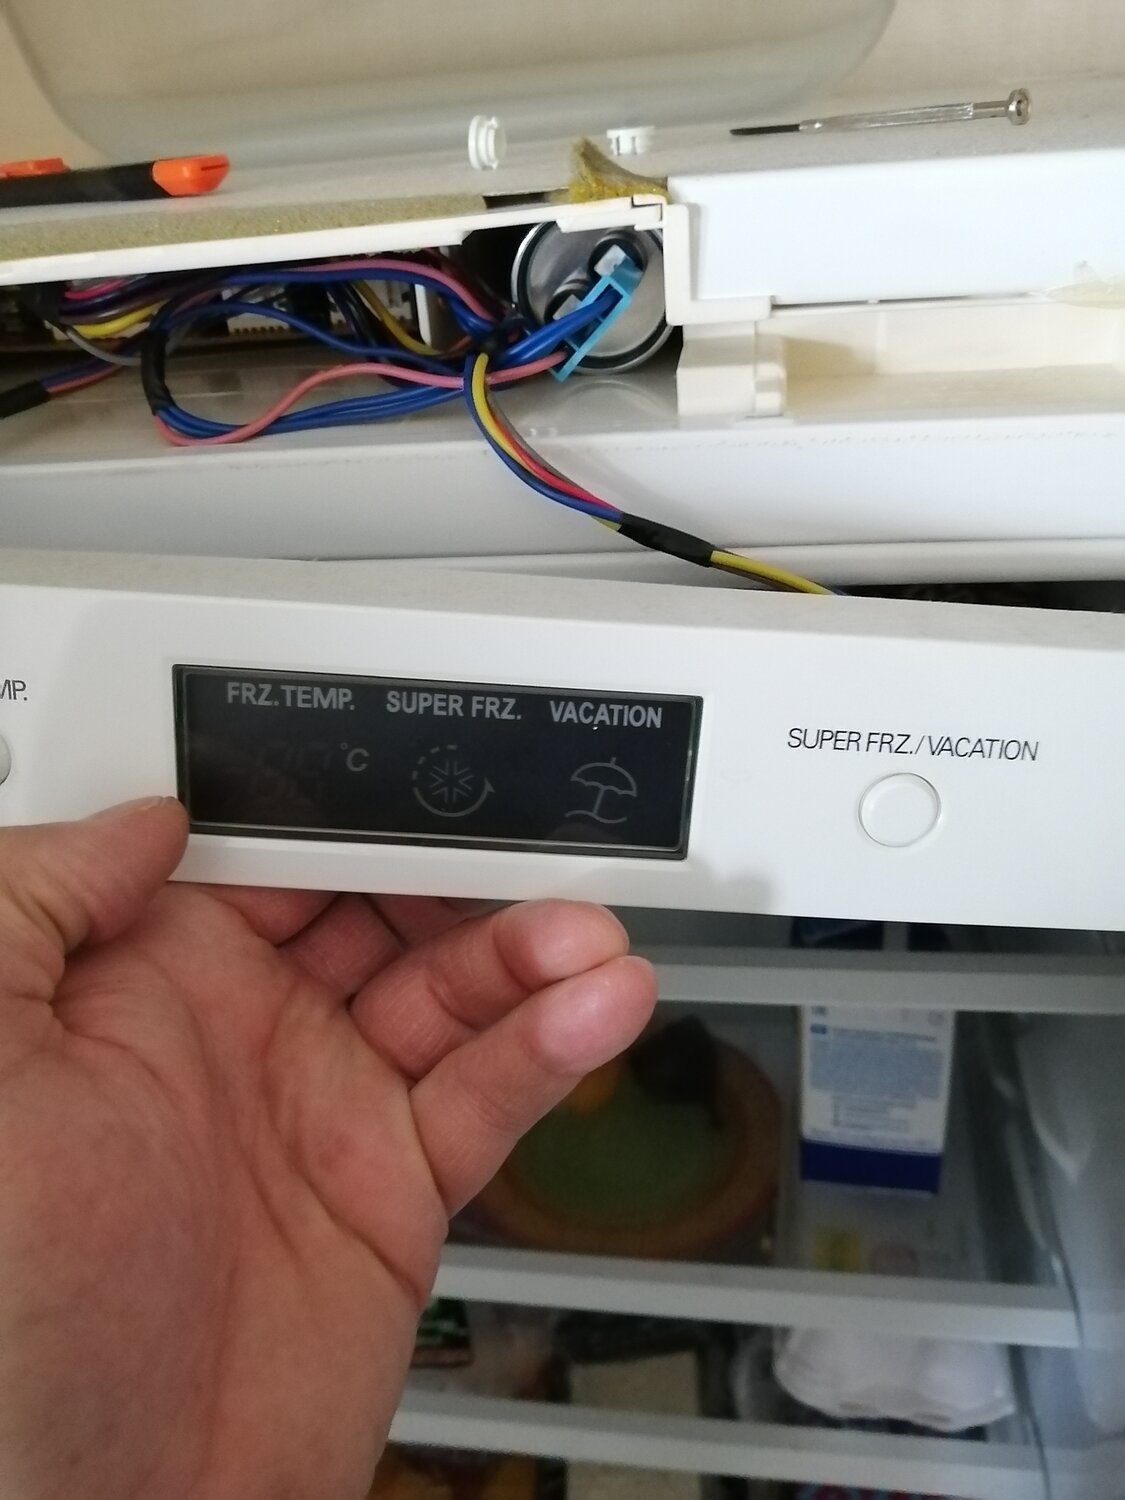 MP.
FRZ. TEMP. SUPER FRZ. VACATION
°C
SUPER FRZ./VACATION